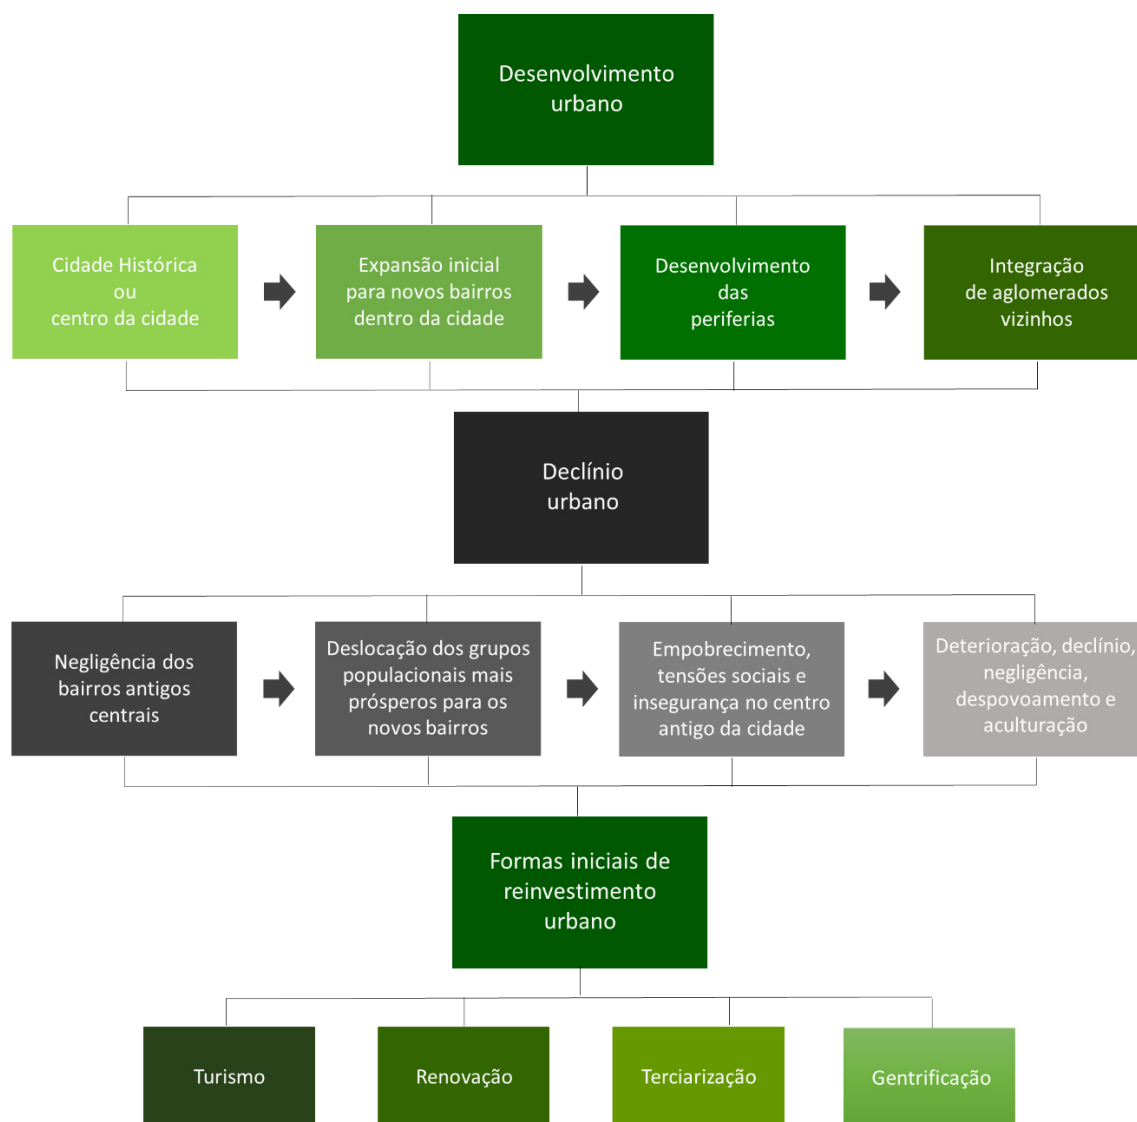 Desenvolvimento
urbano
Cidade Histórica
ou
centro da cidade
Expansão inicial
para novos bairros
dentro da cidade
Desenvolvimento
das
periferias
Integração
de aglomerados
vizinhos
Declínio
urbano
Negligência dos
bairros antigos
centrais
Deslocação dos grupos
populacionais mais
prósperos para os
novos bairros
Empobrecimento,
tensões sociais e
insegurança no centro
antigo da cidade
Deterioração, declínio,
negligência,
despovoamento e
aculturação
Formas iniciais de
reinvestimento
urbano
Turismo
Renovação
Terciarização
Gentrificação